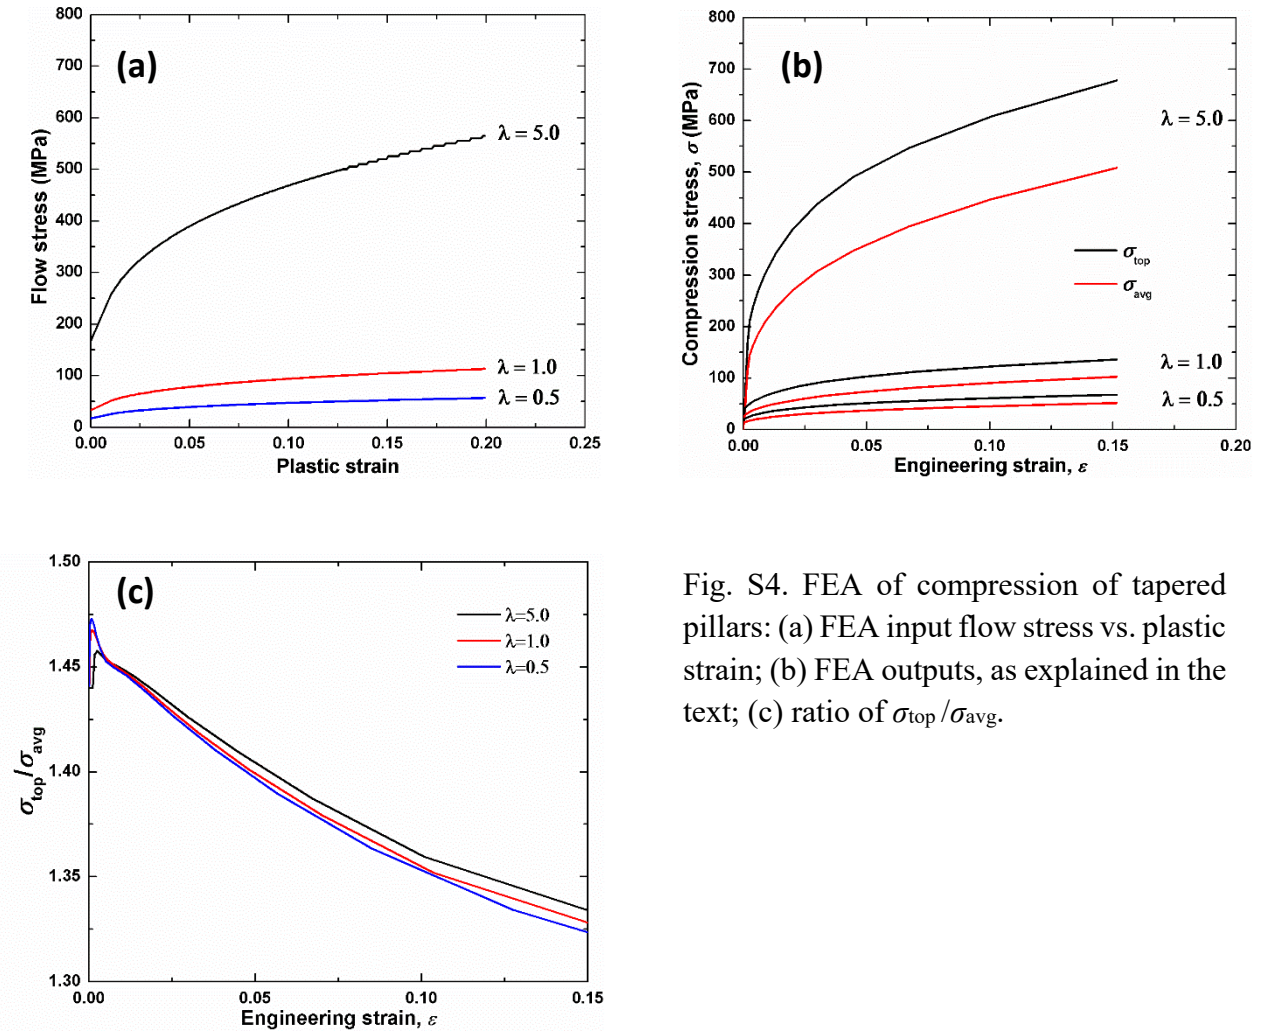 (a)
800
700
600
500
400
300
200
100
0
Flow stress (MPa)
λ = 5.0
λ = 1.0
λ = 0.5
0.00 0.05 0.10 0.15 0.20 0.25
Plastic strain
(b)
800
700
600
500
400
300
200
100
0
Compression stress, σ (MPa)
λ = 5.0
σtop
σavg
λ = 1.0
λ = 0.5
0.00 0.05 0.10 0.15 0.20
Engineering strain, ε
(c)
1.50
1.45
1.40
1.35
1.30
σtop/σavg
λ=5.0
λ=1.0
λ=0.5
0.00 0.05 0.10 0.15
Engineering strain, ε
Fig. S4. FEA of compression of tapered
pillars: (a) FEA input flow stress vs. plastic
strain; (b) FEA outputs, as explained in the
text; (c) ratio of σtop /σavg.